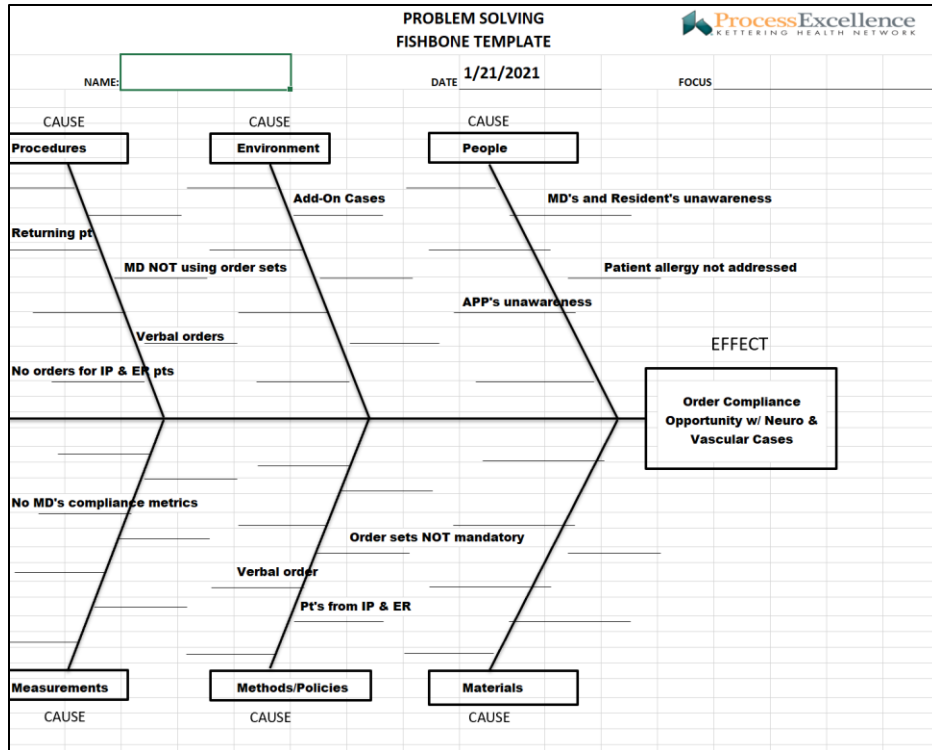 PROBLEM SOLVING
FISHBONE TEMPLATE
ProcessExcellence
KETTERING HEALTH NETWORK
NAME:
DATE 1/21/2021
FOCUS
CAUSE
CAUSE
CAUSE
Procedures
Environment
People
Add-On Cases
MD's and Resident's unawareness
Returning pt
MD NOT using order sets
Patient allergy not addressed
APP's unawareness
Verbal orders
EFFECT
No orders for IP & ER pts
Order Compliance
Opportunity w/ Neuro &
Vascular Cases
No MD's compliance metrics
Order sets NOT mandatory
Verbal order
Pt's from IP & ER
Measurements
Methods/Policies
Materials
CAUSE
CAUSE
CAUSE